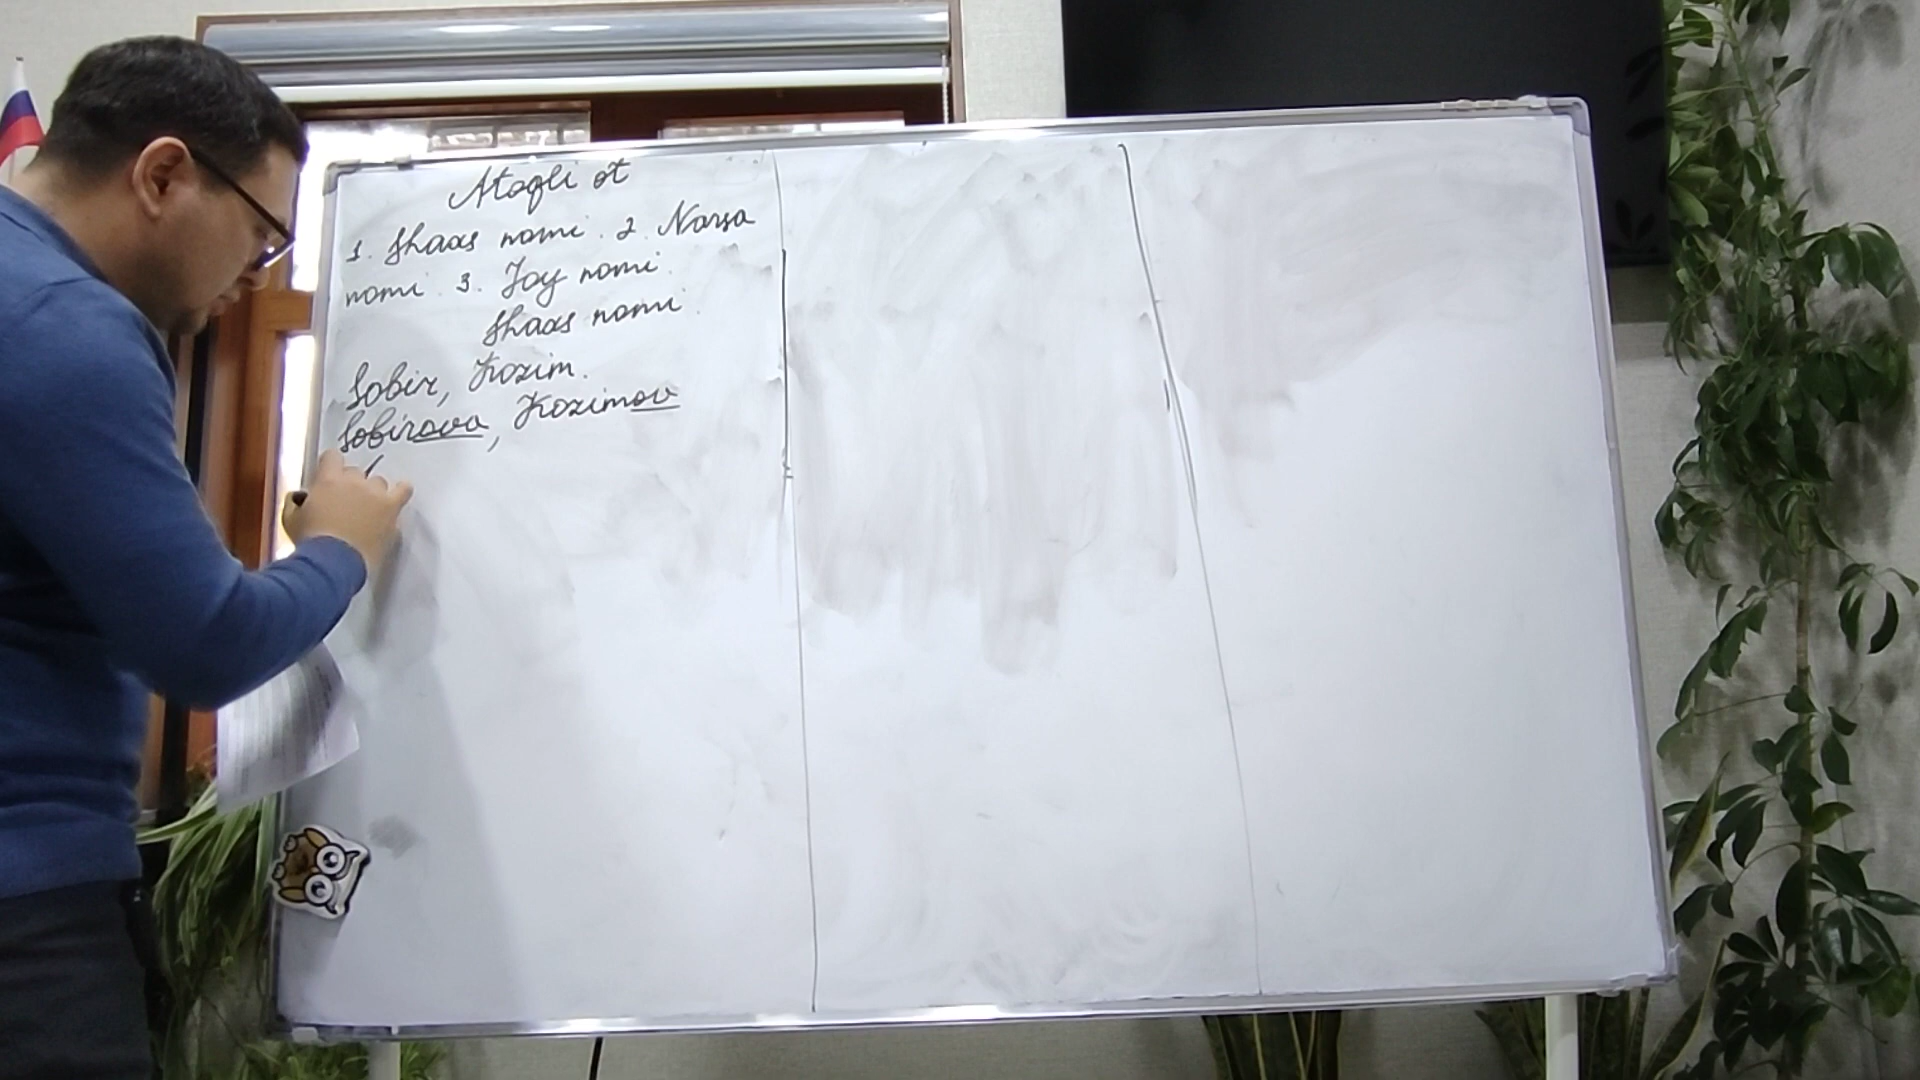 Atoqli ot
1. Shaxs nomi. 2. Narsa
nomi. 3. Joy nomi.
Shaxs nomi.
Sobir, Kozim.
Sobirova, Kozimov